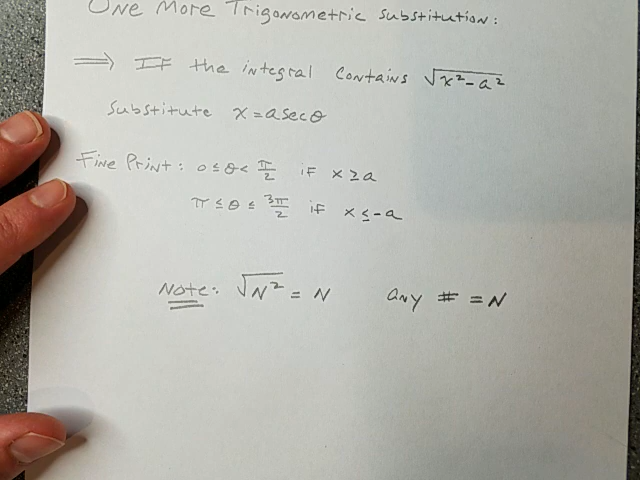 One More Trigonometric Substitution:
⟹ If the integral Contains √(x²-a²)
Substitute x = a sec θ
Fine Print: 0 ≤ θ < π/2 if x ≥ a
π ≤ θ ≤ 3π/2 if x ≤ -a
Note: √(N²) = N any # = N